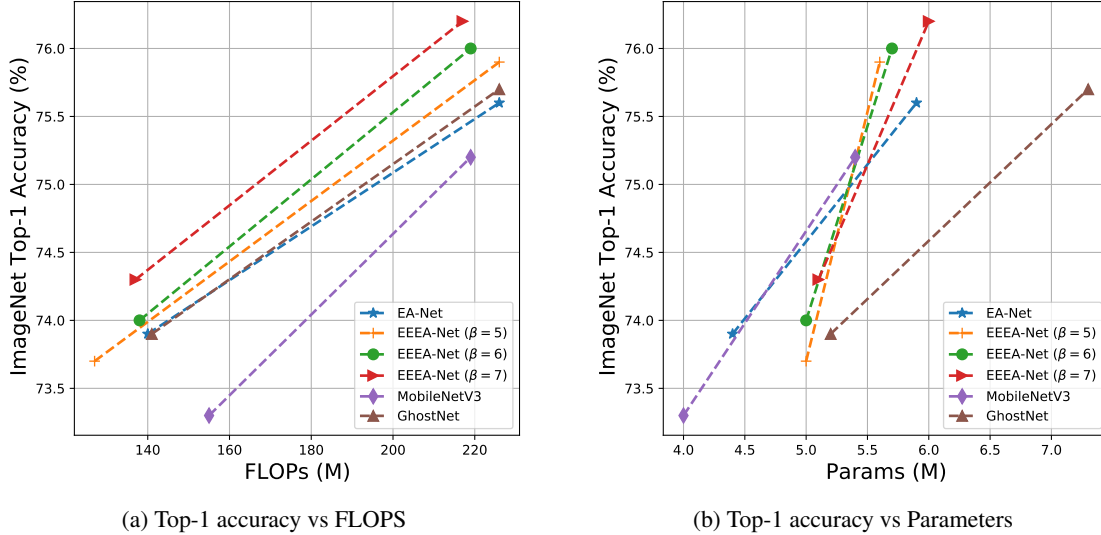 ImageNet Top-1 Accuracy (%)
76.0
75.5
75.0
74.5
74.0
73.5
140 160 180 200 220
FLOPs (M)
EA-Net
EEEA-Net (β = 5)
EEEA-Net (β = 6)
EEEA-Net (β = 7)
MobileNetV3
GhostNet
(a) Top-1 accuracy vs FLOPS
ImageNet Top-1 Accuracy (%)
76.0
75.5
75.0
74.5
74.0
73.5
4.0 4.5 5.0 5.5 6.0 6.5 7.0
Params (M)
EA-Net
EEEA-Net (β = 5)
EEEA-Net (β = 6)
EEEA-Net (β = 7)
MobileNetV3
GhostNet
(b) Top-1 accuracy vs Parameters